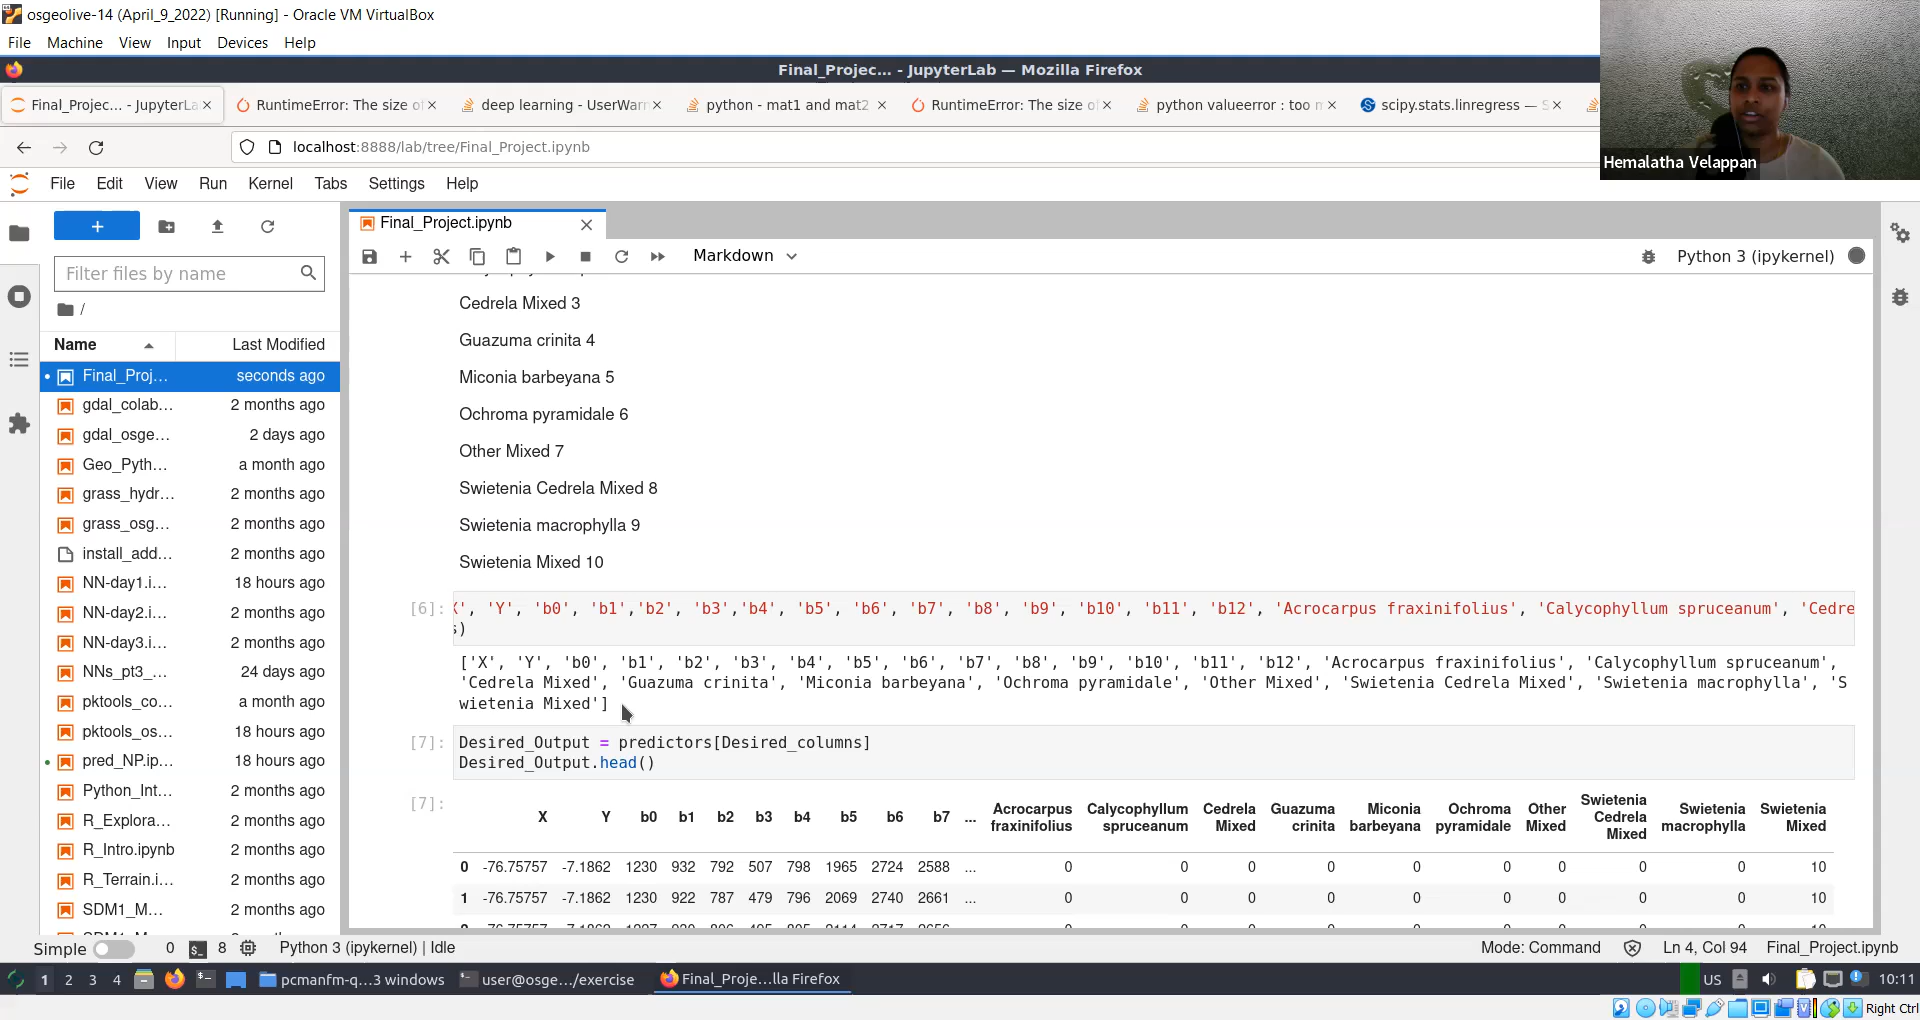 osgeolive-14 (April_9_2022) [Running] - Oracle VM VirtualBox
File Machine View Input Devices Help
Final_Projec... - JupyterLab — Mozilla Firefox
Final_Projec... - JupyterLa
RuntimeError: The size o
deep learning - UserWar
python - mat1 and mat2
RuntimeError: The size o
python valueerror : too
scipy.stats.linregress —
localhost:8888/lab/tree/Final_Project.ipynb
Hemalatha Velappan
File Edit View Run Kernel Tabs Settings Help
Final_Project.ipynb
Markdown
Python 3 (ipykernel)
Filter files by name
/
Name Last Modified
Final_Proj... seconds ago
gdal_colab... 2 months ago
gdal_osge... 2 days ago
Geo_Pyth... a month ago
grass_hydr... 2 months ago
grass_osg... 2 months ago
install_add... 2 months ago
NN-day1.i... 18 hours ago
NN-day2.i... 2 months ago
NN-day3.i... 2 months ago
NNs_pt3_... 24 days ago
pktools_co... a month ago
pktools_os... 18 hours ago
pred_NP.ip... 18 hours ago
Python_Int... 2 months ago
R_Explora... 2 months ago
R_Intro.ipynb 2 months ago
R_Terrain.i... 2 months ago
SDM1_M... 2 months ago
Cedrela Mixed 3
Guazuma crinita 4
Miconia barbeyana 5
Ochroma pyramidale 6
Other Mixed 7
Swietenia Cedrela Mixed 8
Swietenia macrophylla 9
Swietenia Mixed 10
[6]: X', 'Y', 'b0', 'b1','b2', 'b3','b4', 'b5', 'b6', 'b7', 'b8', 'b9', 'b10', 'b11', 'b12', 'Acrocarpus fraxinifolius', 'Calycophyllum spruceanum', 'Cedre
s)
['X', 'Y', 'b0', 'b1', 'b2', 'b3', 'b4', 'b5', 'b6', 'b7', 'b8', 'b9', 'b10', 'b11', 'b12', 'Acrocarpus fraxinifolius', 'Calycophyllum spruceanum',
'Cedrela Mixed', 'Guazuma crinita', 'Miconia barbeyana', 'Ochroma pyramidale', 'Other Mixed', 'Swietenia Cedrela Mixed', 'Swietenia macrophylla', 'S
wietenia Mixed']
[7]: Desired_Output = predictors[Desired_columns]
Desired_Output.head()
[7]:
X Y b0 b1 b2 b3 b4 b5 b6 b7 ... Acrocarpus fraxinifolius Calycophyllum spruceanum Cedrela Mixed Guazuma crinita Miconia barbeyana Ochroma pyramidale Other Mixed Swietenia Cedrela Mixed Swietenia macrophylla Swietenia Mixed
0 -76.75757 -7.1862 1230 932 792 507 798 1965 2724 2588 ... 0 0 0 0 0 0 0 0 0 10
1 -76.75757 -7.1862 1230 922 787 479 796 2069 2740 2661 ... 0 0 0 0 0 0 0 0 0 10
Simple 0 8 Python 3 (ipykernel) | Idle
Mode: Command Ln 4, Col 94 Final_Project.ipynb
1 2 3 4 pcmanfm-q...3 windows user@osge.../exercise Final_Proje...lla Firefox US 10:11
Right Ctrl